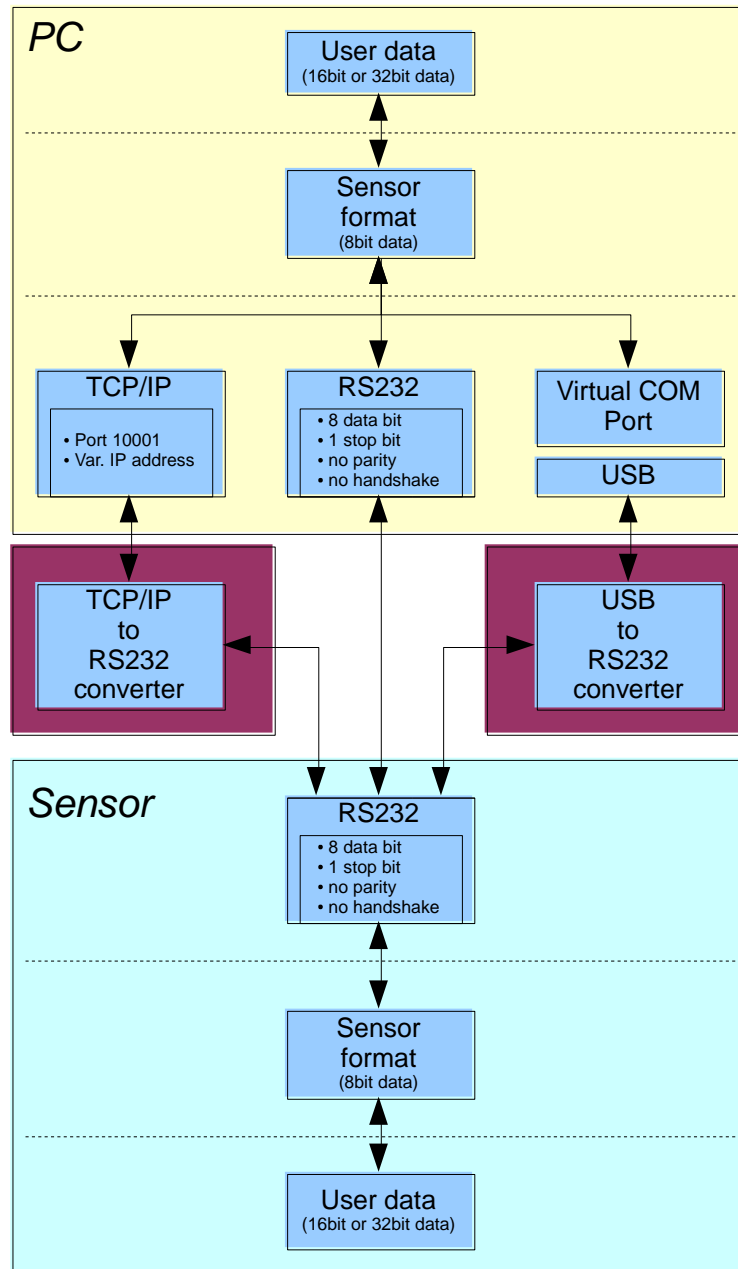 PC
User data
(16bit or 32bit data)
Sensor
format
(8bit data)
TCP/IP
• Port 10001
• Var. IP address
RS232
• 8 data bit
• 1 stop bit
• no parity
• no handshake
Virtual COM
Port
USB
TCP/IP
to
RS232
converter
USB
to
RS232
converter
Sensor
RS232
• 8 data bit
• 1 stop bit
• no parity
• no handshake
Sensor
format
(8bit data)
User data
(16bit or 32bit data)